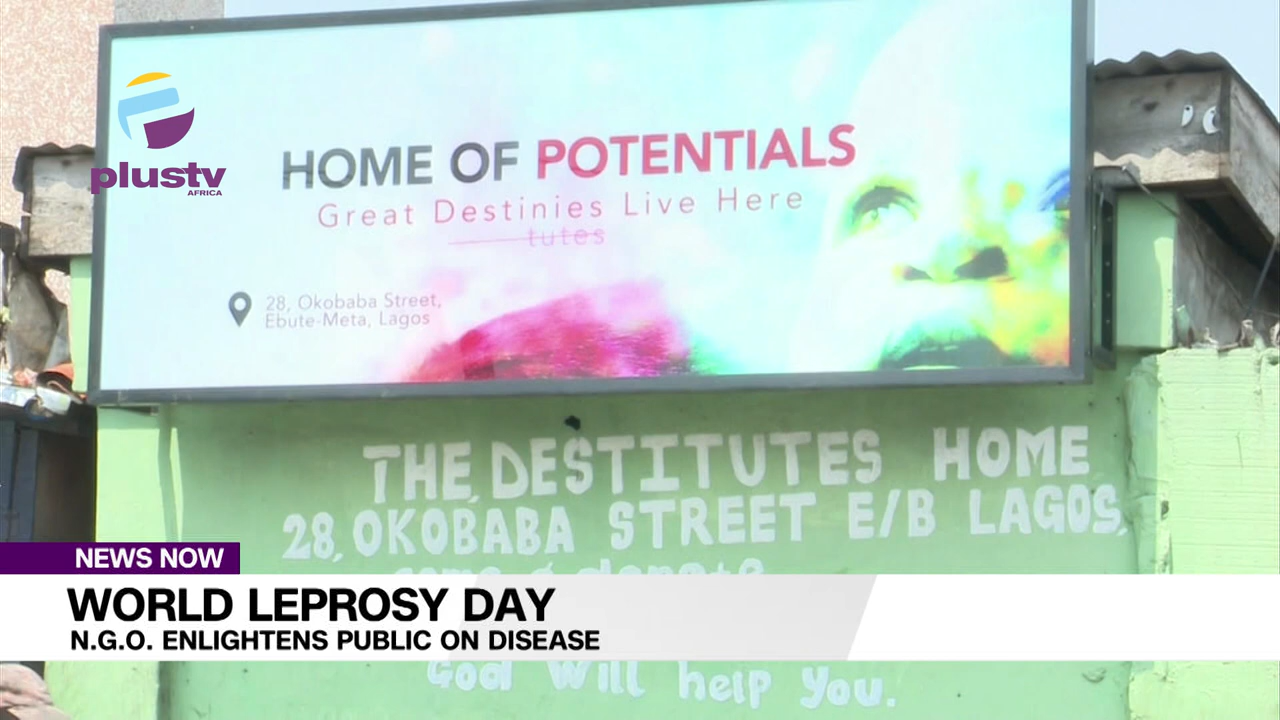 plustv
AFRICA
HOME OF POTENTIALS
Great Destinies Live Here
tutes
28, Okobaba Street,
Ebute-Meta, Lagos
THE DESTITUTES HOME
28, OKOBABA STREET E/B LAGOS,
NEWS NOW
WORLD LEPROSY DAY
N.G.O. ENLIGHTENS PUBLIC ON DISEASE
God Will help you.